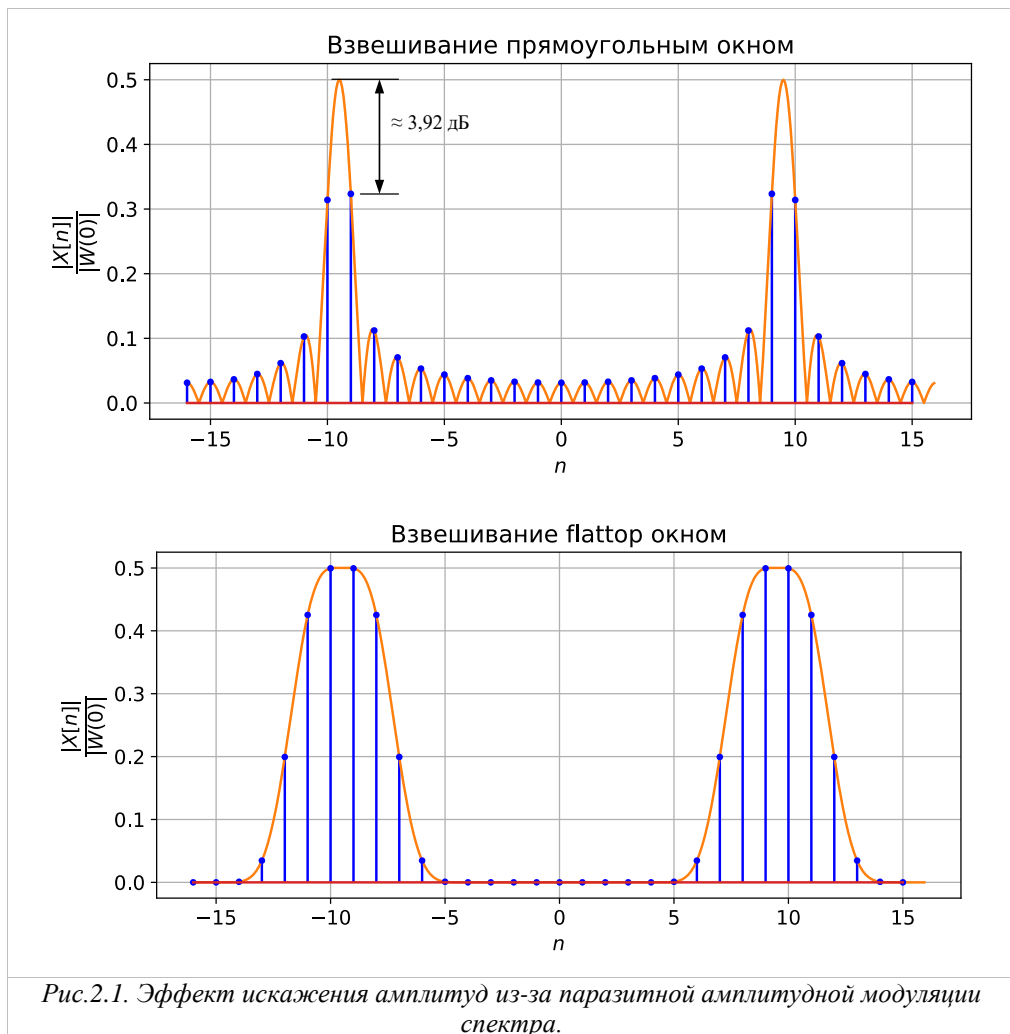 Взвешивание прямоугольным окном
0.5
0.4
0.3
0.2
0.1
0.0
≈ 3,92 дБ
|X[n]|
|W(0)|
−15 −10 −5 0 5 10 15
n
Взвешивание flattop окном
0.5
0.4
0.3
0.2
0.1
0.0
|X[n]|
|W(0)|
−15 −10 −5 0 5 10 15
n
Рис.2.1. Эффект искажения амплитуд из-за паразитной амплитудной модуляции
спектра.